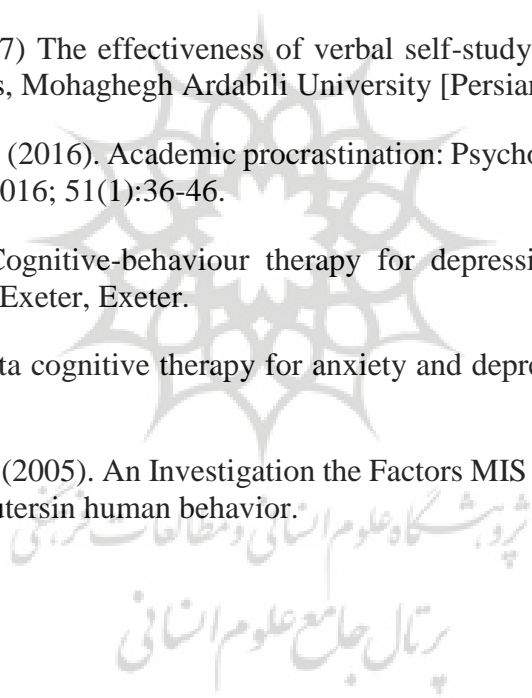 7) The effectiveness of verbal self-study
s, Mohaghegh Ardabili University [Persian
(2016). Academic procrastination: Psycho
016; 51(1):36-46.
Cognitive-behaviour therapy for depressi
Exeter, Exeter.
ta cognitive therapy for anxiety and depre
(2005). An Investigation the Factors MIS
utersin human behavior.
پژوهشگاه علوم انسانی و مطالعات فرهنگی
پرتال جامع علوم انسانی